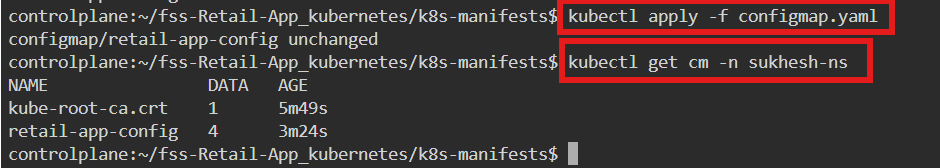 controlplane:~/fss-Retail-App_kubernetes/k8s-manifests$ kubectl apply -f configmap.yaml
configmap/retail-app-config unchanged
controlplane:~/fss-Retail-App_kubernetes/k8s-manifests$ kubectl get cm -n sukhesh-ns
NAME DATA AGE
kube-root-ca.crt 1 5m49s
retail-app-config 4 3m24s
controlplane:~/fss-Retail-App_kubernetes/k8s-manifests$